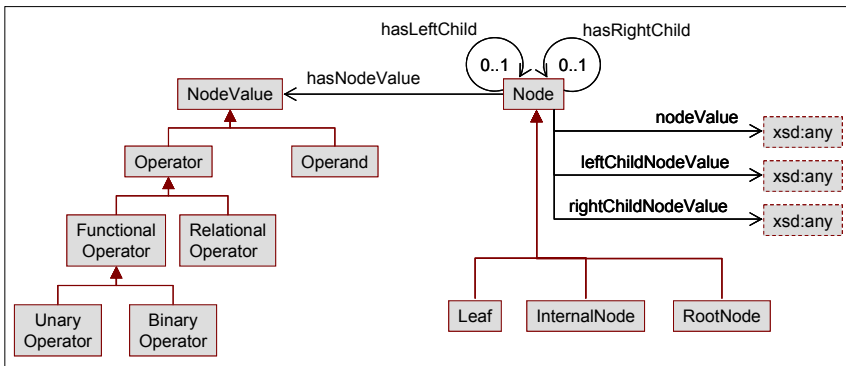 hasLeftChild
hasRightChild
0..1
0..1
hasNodeValue
NodeValue
Node
nodeValue
xsd:any
Operator
Operand
leftChildNodeValue
xsd:any
rightChildNodeValue
xsd:any
Functional
Operator
Relational
Operator
Leaf
InternalNode
RootNode
Unary
Operator
Binary
Operator